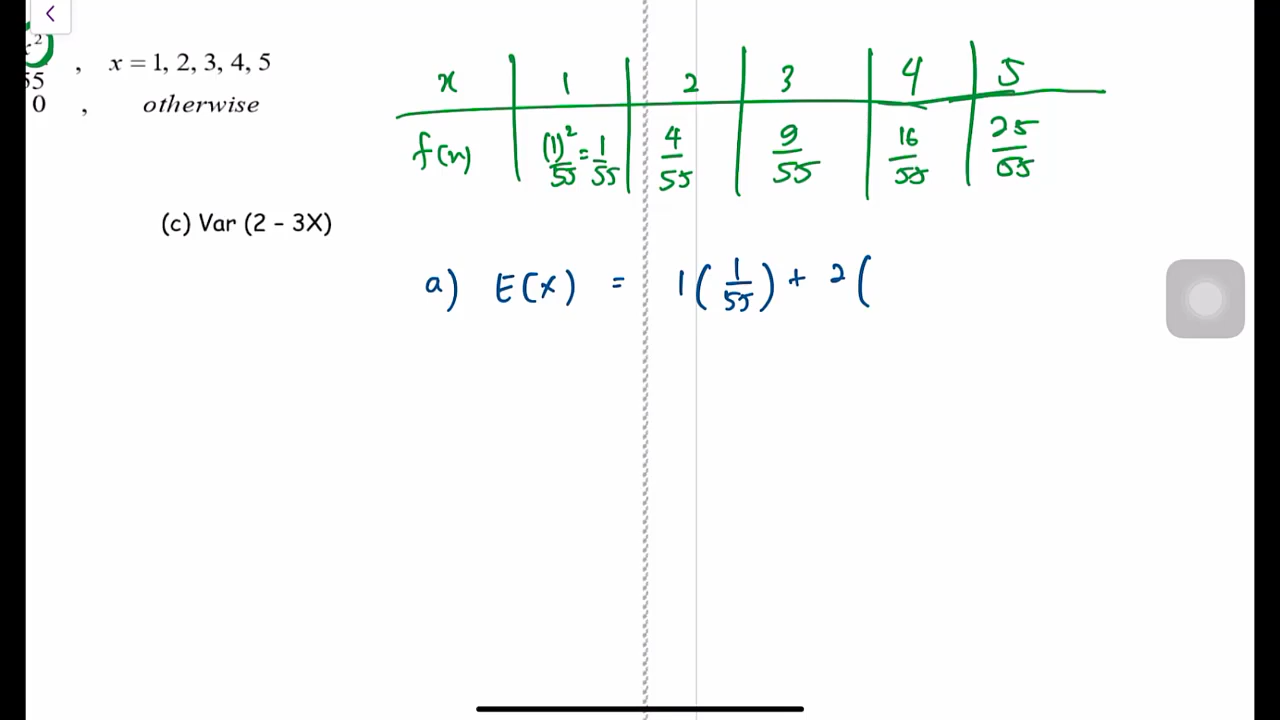 x²
55 , x = 1, 2, 3, 4, 5
0 , otherwise
x 1 2 3 4 5
f(x) (1)²/55 = 1/55 4/55 9/55 16/55 25/55
(c) Var (2 - 3X)
a) E(X) = 1(1/55) + 2(